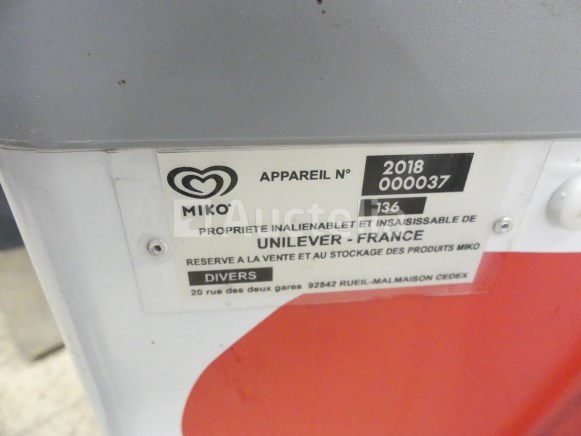 APPAREIL N° 2018
000037
MIKO
136
PROPRIETE INALIENABLET ET INSAISISSABLE DE
UNILEVER - FRANCE
RESERVE A LA VENTE ET AU STOCKAGE DES PRODUITS MIKO
DIVERS
20 rue des deux gares 92842 RUEIL-MALMAISON CEDEX
Auctelia